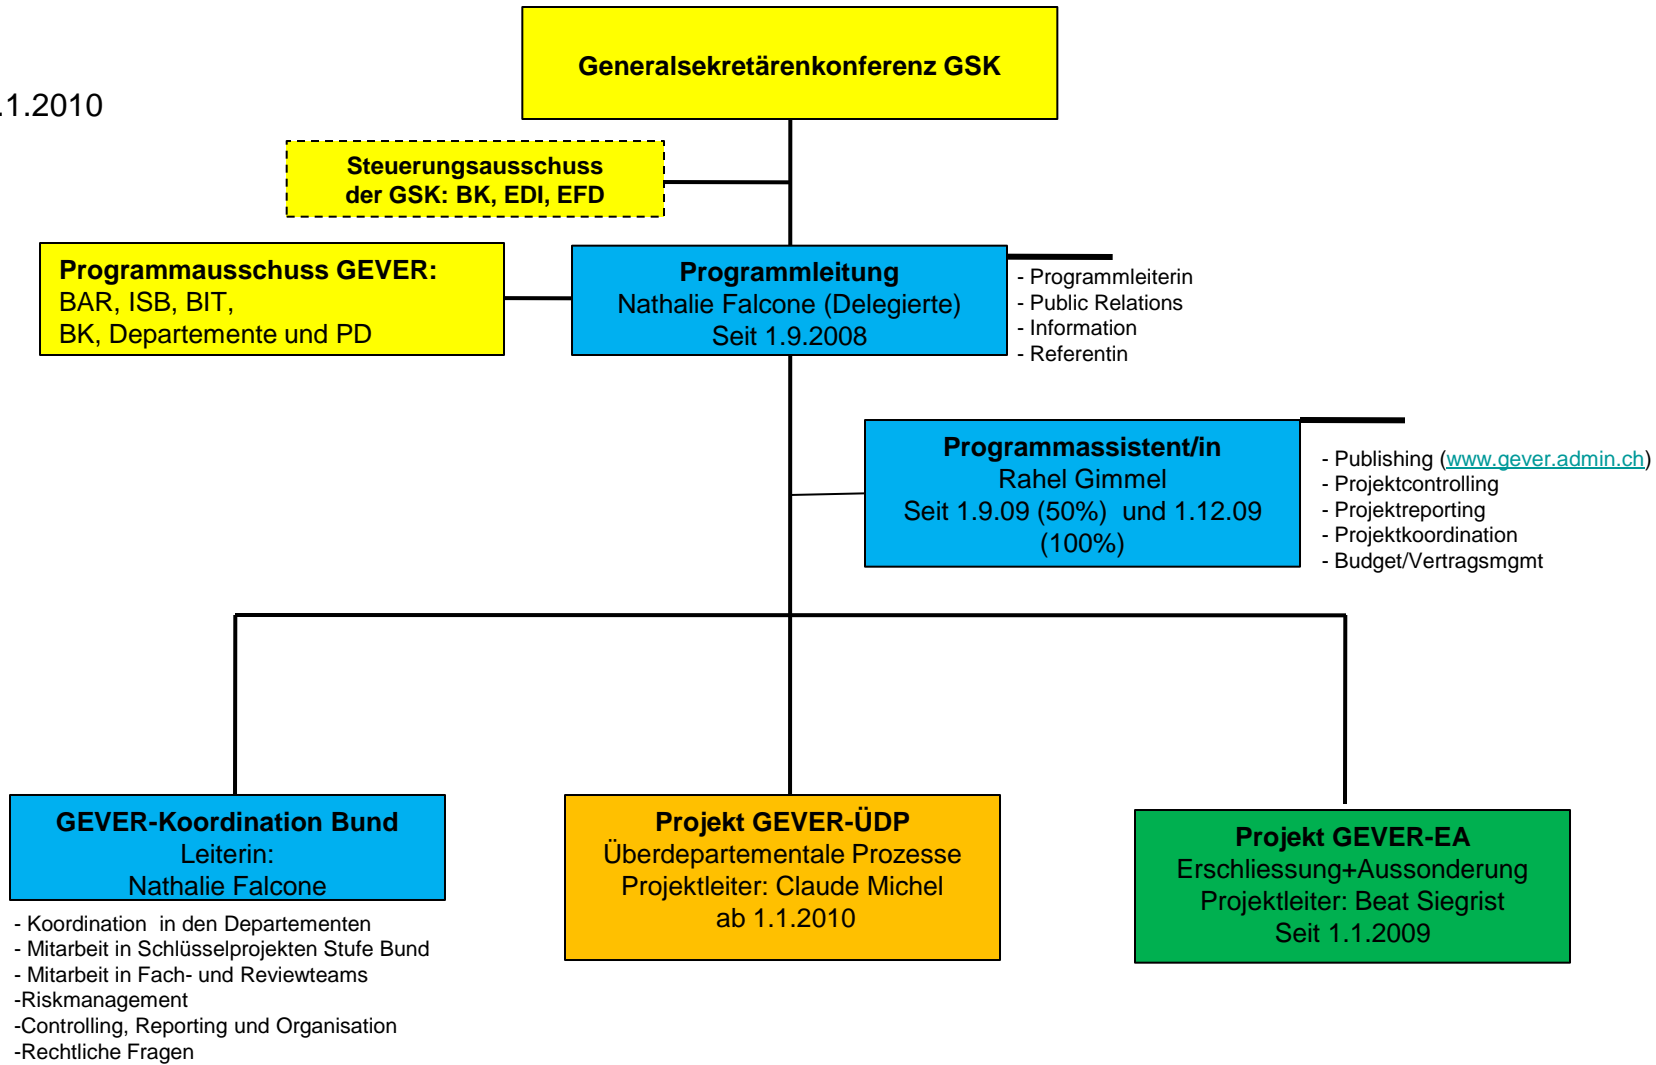 Generalsekretärenkonferenz GSK
.1.2010
Steuerungsausschuss
der GSK: BK, EDI, EFD
Programmausschuss GEVER:
BAR, ISB, BIT,
BK, Departemente und PD
Programmleitung
Nathalie Falcone (Delegierte)
Seit 1.9.2008
- Programmleiterin
- Public Relations
- Information
- Referentin
Programmassistent/in
Rahel Gimmel
Seit 1.9.09 (50%) und 1.12.09
(100%)
- Publishing (www.gever.admin.ch)
- Projektcontrolling
- Projektreporting
- Projektkoordination
- Budget/Vertragsmgmt
GEVER-Koordination Bund
Leiterin:
Nathalie Falcone
- Koordination in den Departementen
- Mitarbeit in Schlüsselprojekten Stufe Bund
- Mitarbeit in Fach- und Reviewteams
-Riskmanagement
-Controlling, Reporting und Organisation
-Rechtliche Fragen
Projekt GEVER-ÜDP
Überdepartementale Prozesse
Projektleiter: Claude Michel
ab 1.1.2010
Projekt GEVER-EA
Erschliessung+Aussonderung
Projektleiter: Beat Siegrist
Seit 1.1.2009